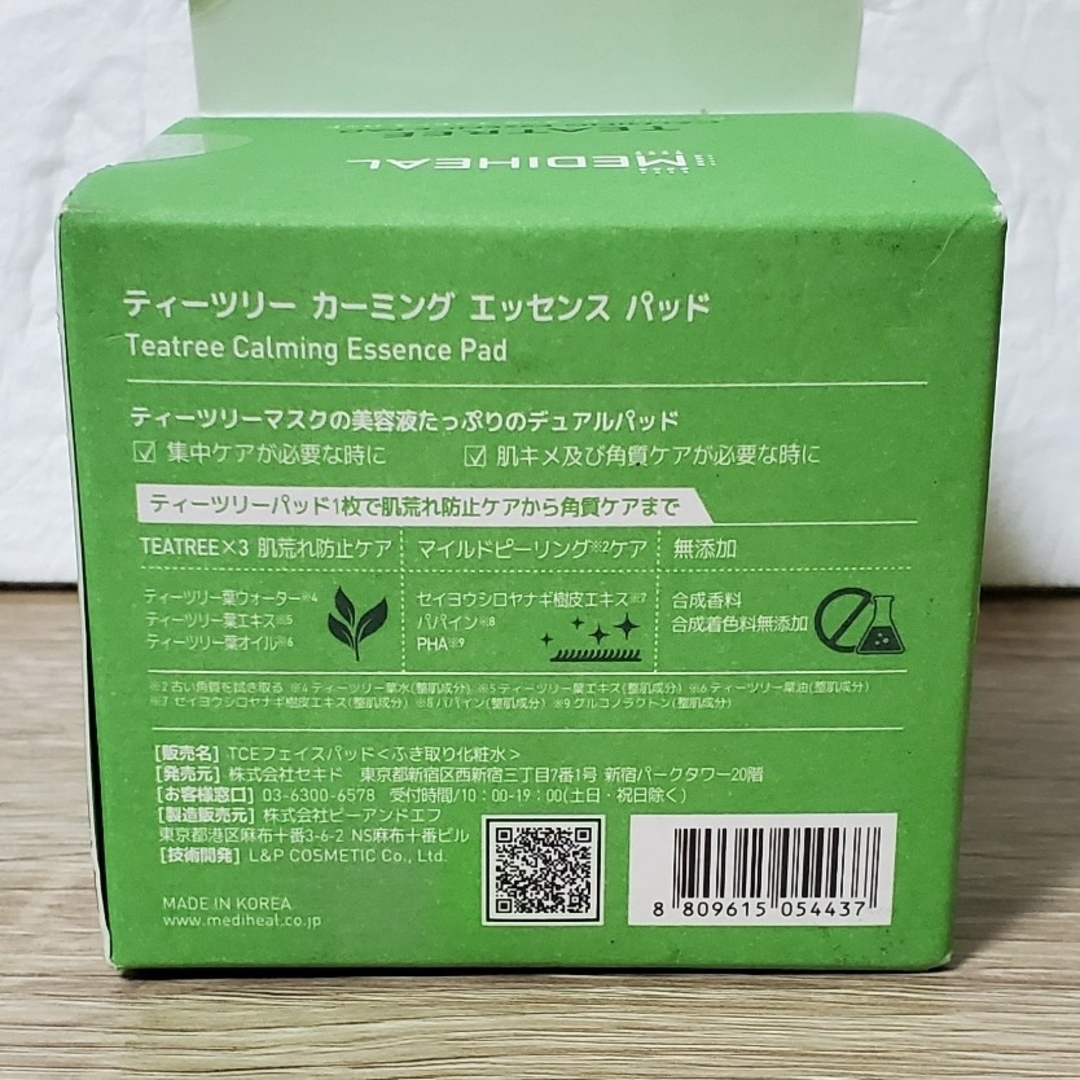 TEATREE
MEDIHEAL
ティーツリー カーミング エッセンス パッド
Teatree Calming Essence Pad
ティーツリーマスクの美容液たっぷりのデュアルパッド
☑ 集中ケアが必要な時に ☑ 肌キメ及び角質ケアが必要な時に
ティーツリーパッド1枚で肌荒れ防止ケアから角質ケアまで
TEATREE×3 肌荒れ防止ケア マイルドピーリング※2ケア 無添加
ティーツリー葉ウォーター※4
ティーツリー葉エキス※5
ティーツリー葉オイル※6
セイヨウシロヤナギ樹皮エキス※7
パパイン※8
PHA※9
合成香料
合成着色料無添加
※2 古い角質を拭き取る ※4 ティーツリー葉水(整肌成分) ※5 ティーツリー葉エキス(整肌成分) ※6 ティーツリー葉油(整肌成分)
※7 セイヨウシロヤナギ樹皮エキス(整肌成分) ※8 パパイン(整肌成分) ※9 グルコノラクトン(整肌成分)
[販売名] TCEフェイスパッド<ふき取り化粧水>
[発売元] 株式会社セキド 東京都新宿区西新宿三丁目7番1号 新宿パークタワー20階
[お客様窓口] 03-6300-6578 受付時間/10:00-19:00(土日・祝日除く)
[製造販売元] 株式会社ピーアンドエフ
東京都港区麻布十番3-6-2 NS麻布十番ビル
[技術開発] L&P COSMETIC Co., Ltd.
MADE IN KOREA
www.mediheal.co.jp
8 809615 054437